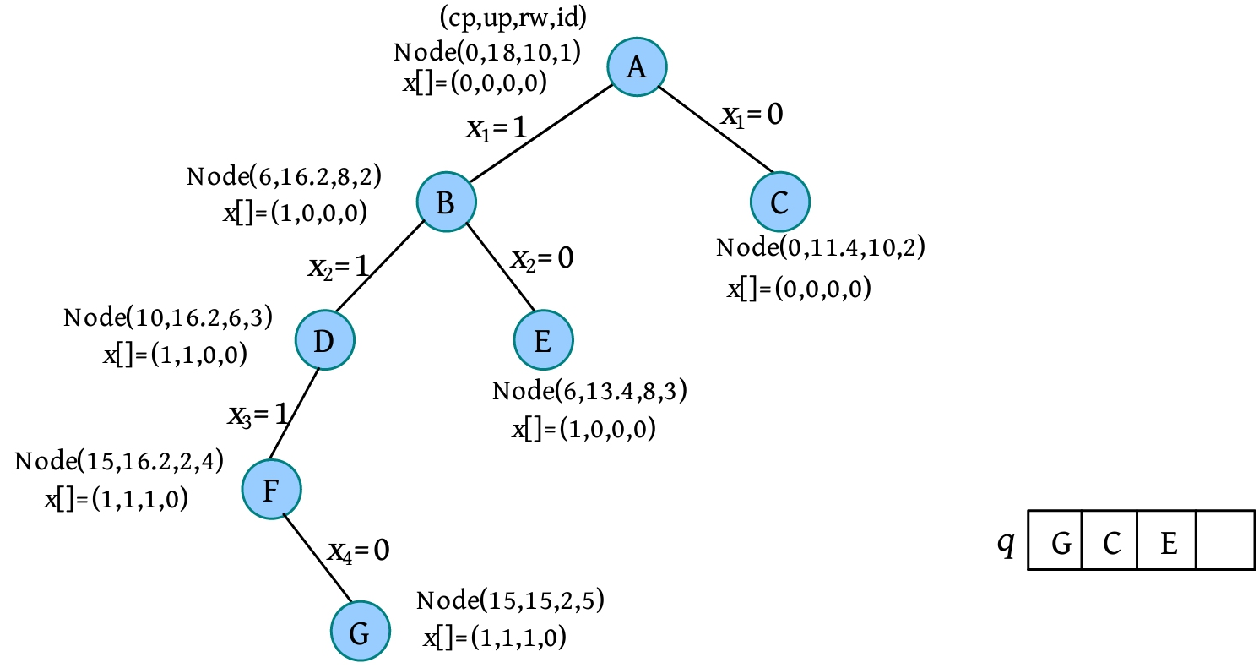 (cp,up,rw,id)
Node(0,18,10,1)
x[]=(0,0,0,0)
A
x₁=1
x₁=0
Node(6,16.2,8,2)
x[]=(1,0,0,0)
B
C
Node(0,11.4,10,2)
x[]=(0,0,0,0)
x₂=1
x₂=0
Node(10,16.2,6,3)
x[]=(1,1,0,0)
D
E
Node(6,13.4,8,3)
x[]=(1,0,0,0)
x₃=1
Node(15,16.2,2,4)
x[]=(1,1,1,0)
F
x₄=0
q G C E
Node(15,15,2,5)
x[]=(1,1,1,0)
G